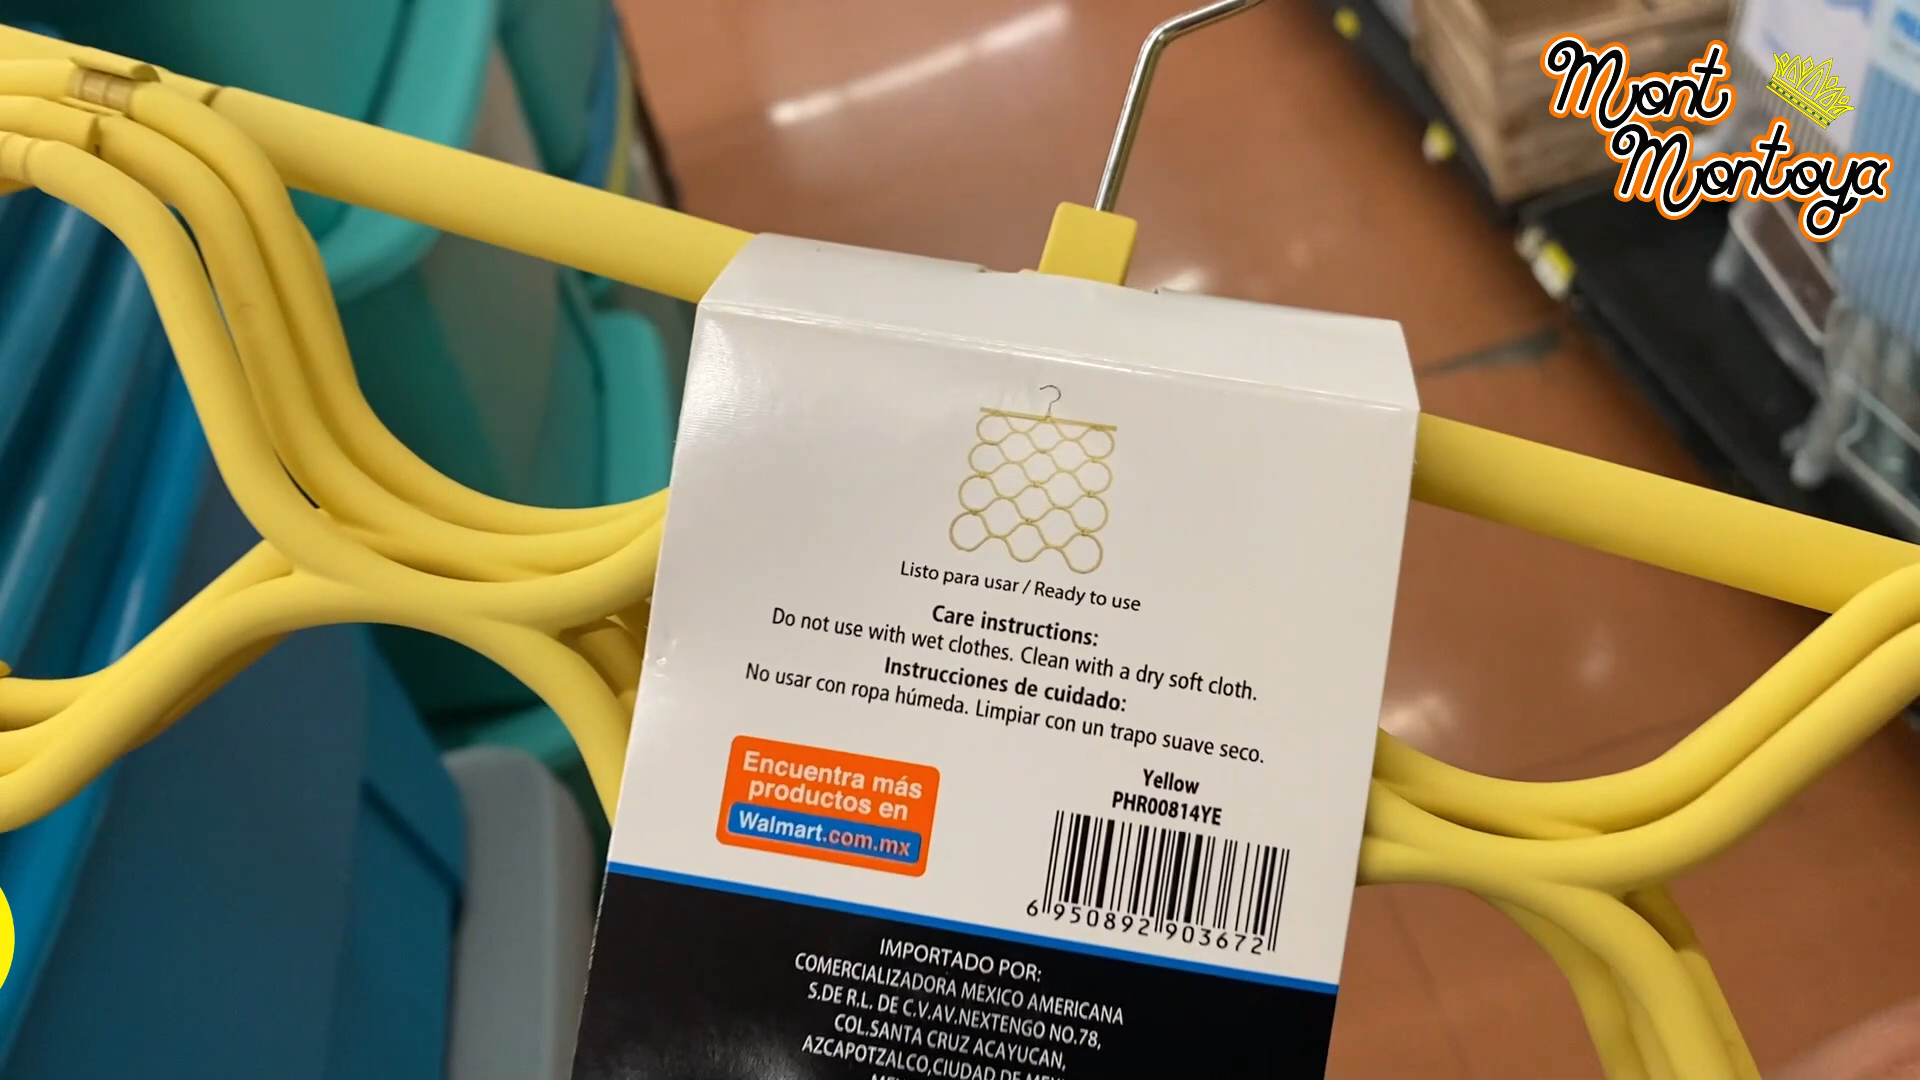 Mont
Montoya
Listo para usar / Ready to use
Care instructions:
Do not use with wet clothes. Clean with a dry soft cloth.
Instrucciones de cuidado:
No usar con ropa húmeda. Limpiar con un trapo suave seco.
Encuentra más
productos en
Walmart.com.mx
Yellow
PHR00814YE
6 950892 903672
IMPORTADO POR:
COMERCIALIZADORA MEXICO AMERICANA
S.DE R.L. DE C.V.AV.NEXTENGO NO.78,
COL.SANTA CRUZ ACAYUCAN,
AZCAPOTZALCO,CIUDAD DE